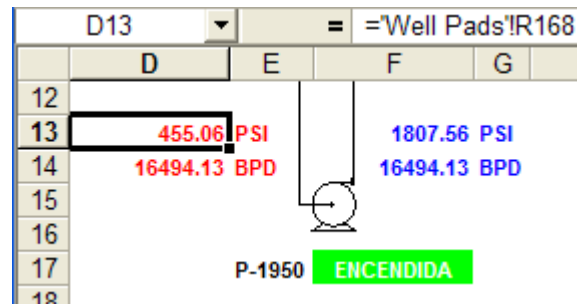 D13 = ='Well Pads'!R168
D E F G
12
13 455.06 PSI 1807.56 PSI
14 16494.13 BPD 16494.13 BPD
15
16
17 P-1950 ENCENDIDA
18